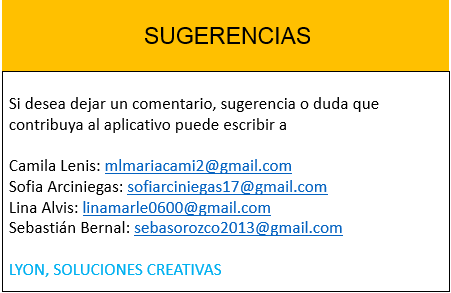 SUGERENCIAS
Si desea dejar un comentario, sugerencia o duda que
contribuya al aplicativo puede escribir a
Camila Lenis: mlmariacami2@gmail.com
Sofia Arciniegas: sofiarciniegas17@gmail.com
Lina Alvis: linamarle0600@gmail.com
Sebastián Bernal: sebasorozco2013@gmail.com
LYON, SOLUCIONES CREATIVAS